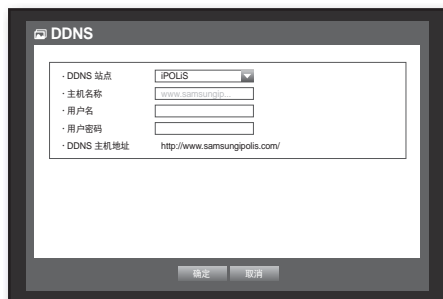 DDNS
· DDNS 站点 iPOLiS
· 主机名称 www.samsungip...
· 用户名
· 用户密码
· DDNS 主机地址 http://www.samsungipolis.com/
确定 取消